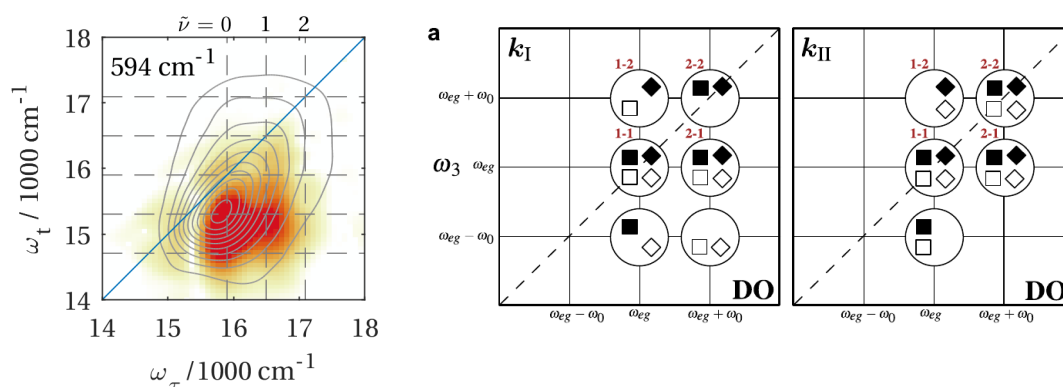 ν̃ = 0 1 2
594 cm⁻¹
18
17
16
15
14
14 15 16 17 18
ω_t / 1000 cm⁻¹
ω_τ /1000 cm⁻¹
a
k_I
1-2 2-2
1-1 2-1
ω_eg + ω_0
ω_3 ω_eg
ω_eg − ω_0
DO
ω_eg − ω_0 ω_eg ω_eg + ω_0
k_II
1-2 2-2
1-1 2-1
DO
ω_eg − ω_0 ω_eg ω_eg + ω_0